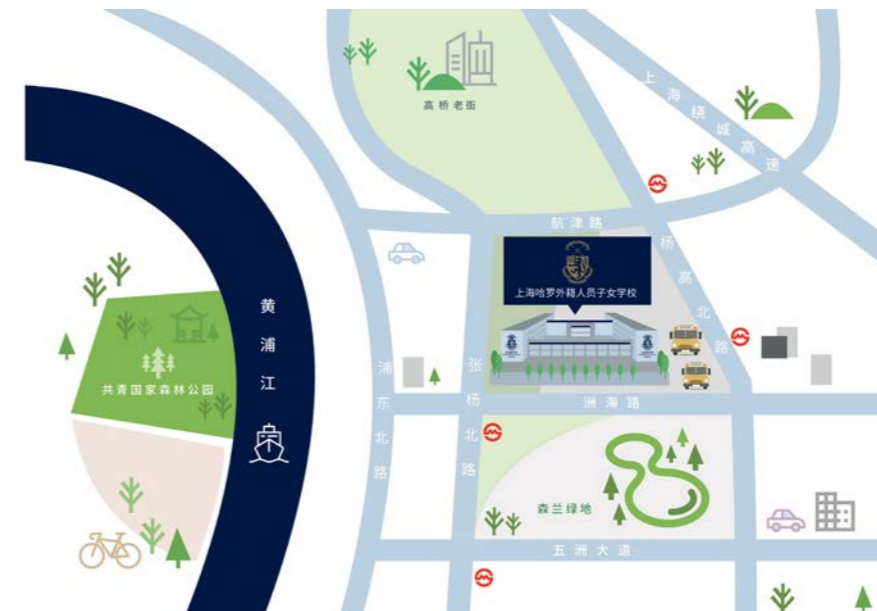 高桥老街
上海绕城高速
航津路
杨高北路
上海哈罗外籍人员子女学校
黄浦江
共青国家森林公园
浦东北路
张杨北路
洲海路
森兰绿地
五洲大道